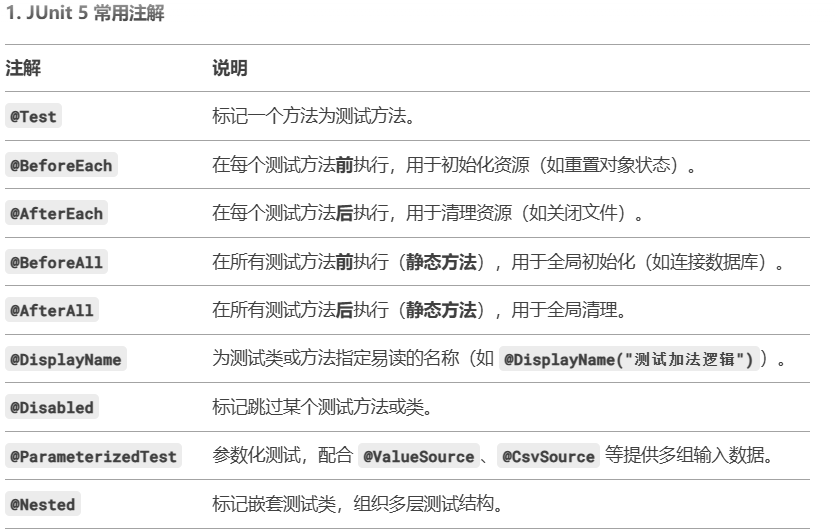 1. JUnit 5 常用注解
注解 说明
@Test 标记一个方法为测试方法。
@BeforeEach 在每个测试方法前执行，用于初始化资源（如重置对象状态）。
@AfterEach 在每个测试方法后执行，用于清理资源（如关闭文件）。
@BeforeAll 在所有测试方法前执行（静态方法），用于全局初始化（如连接数据库）。
@AfterAll 在所有测试方法后执行（静态方法），用于全局清理。
@DisplayName 为测试类或方法指定易读的名称（如 @DisplayName("测试加法逻辑")）。
@Disabled 标记跳过某个测试方法或类。
@ParameterizedTest 参数化测试，配合 @ValueSource、@CsvSource 等提供多组输入数据。
@Nested 标记嵌套测试类，组织多层测试结构。